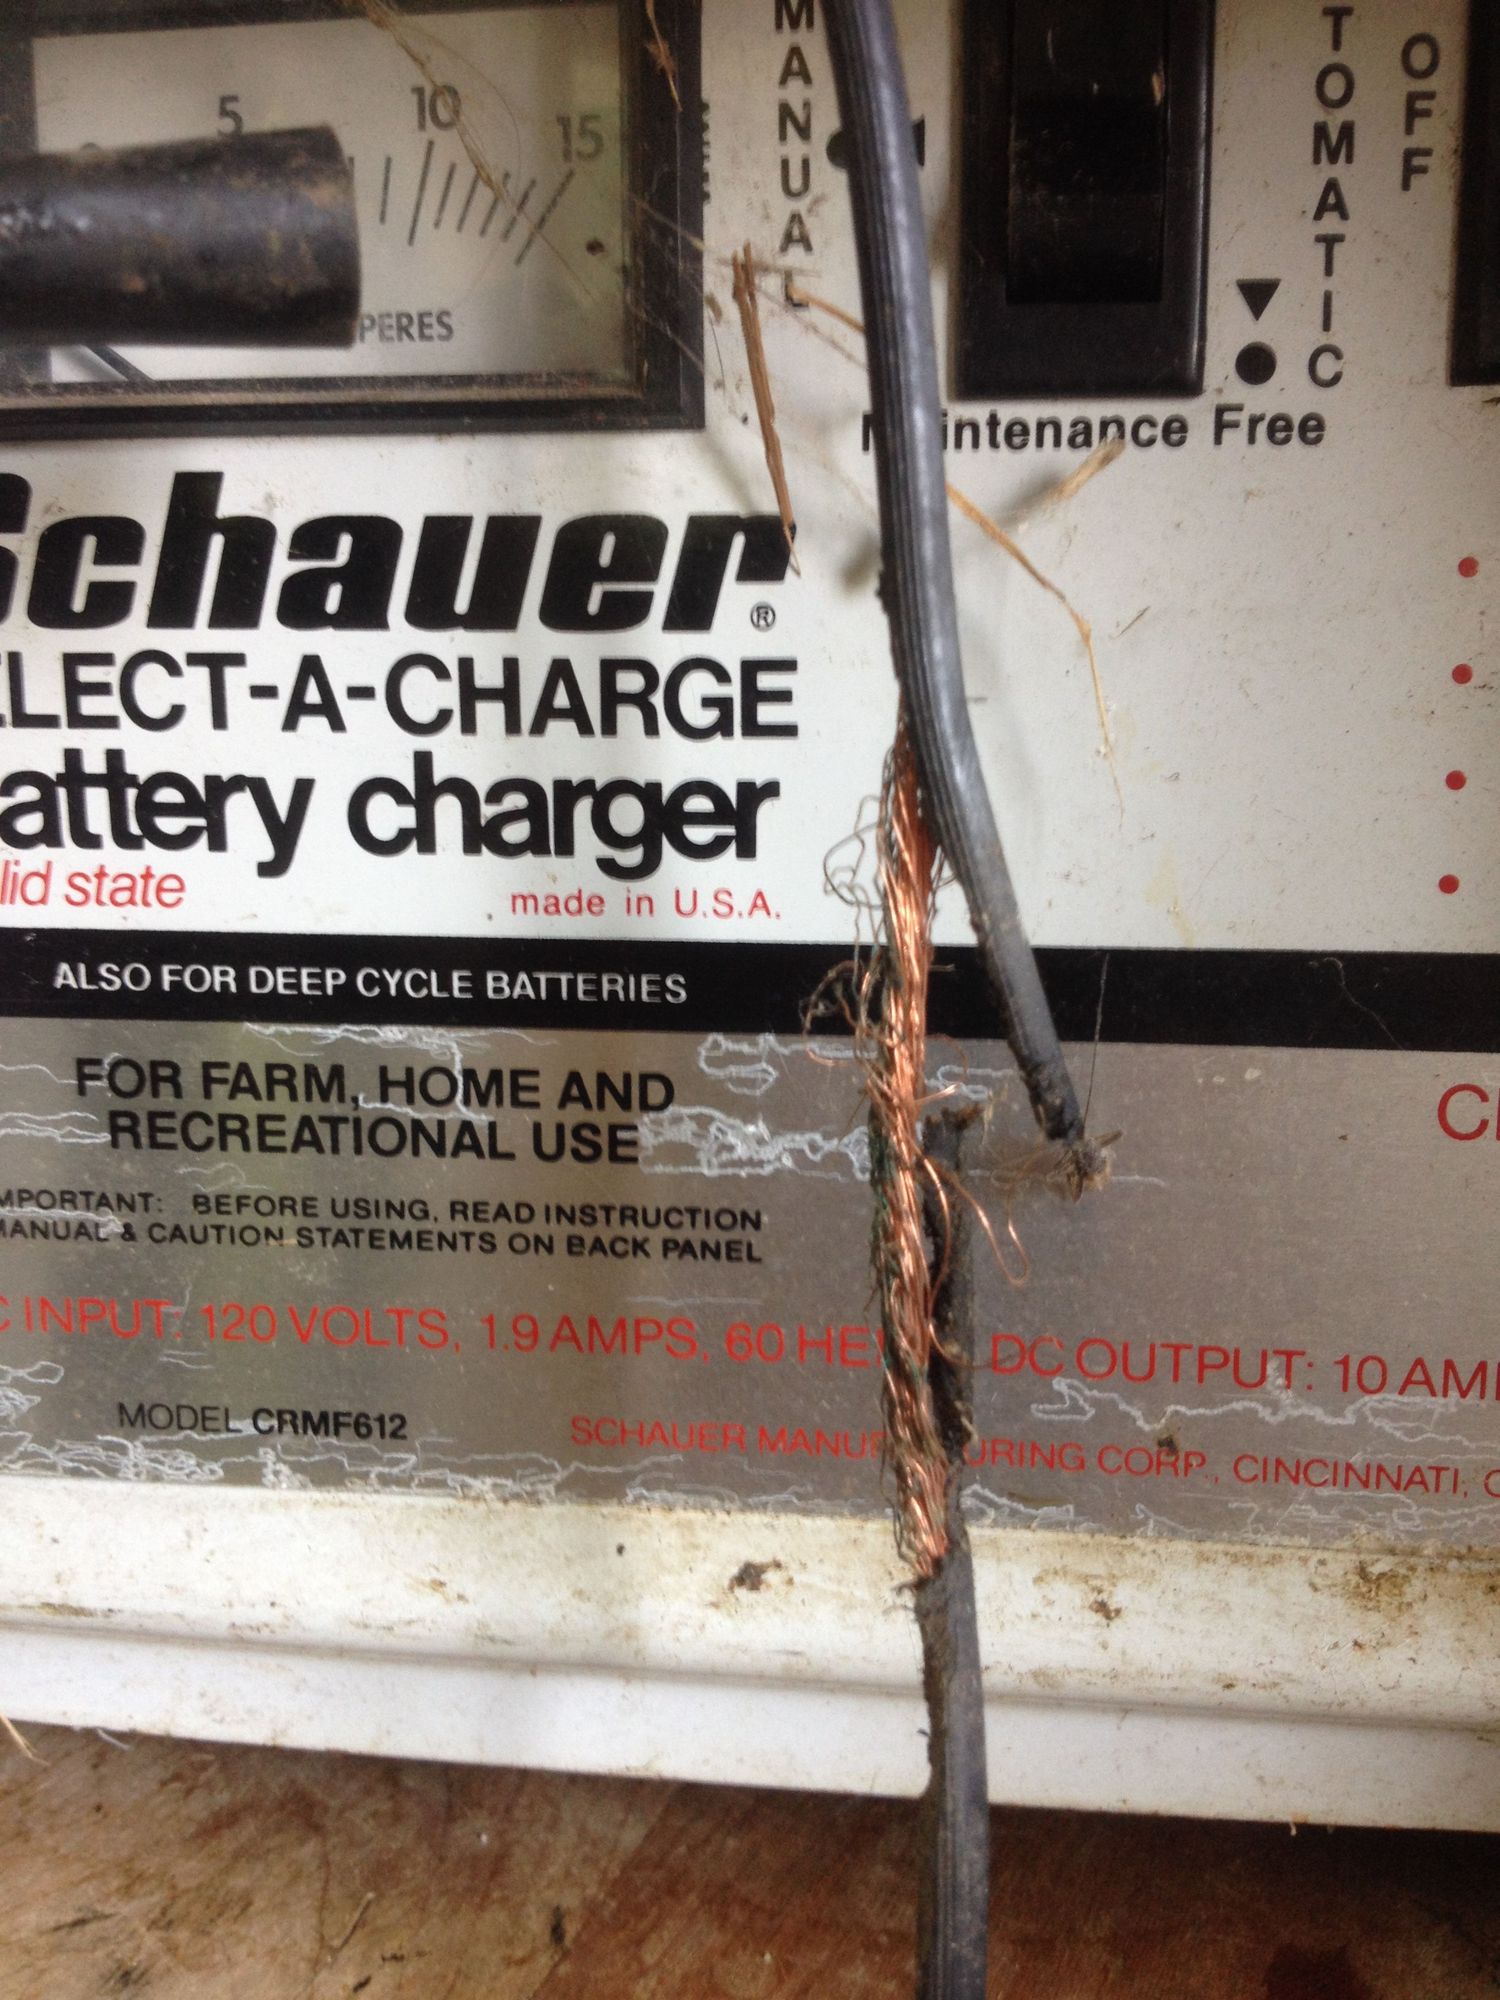 5 10 15
PERES
MANUAL
TOMATIC
OFF
intenance Free
Schauer®
LECT-A-CHARGE
attery charger
lid state made in U.S.A.
ALSO FOR DEEP CYCLE BATTERIES
FOR FARM, HOME AND
RECREATIONAL USE
MPORTANT: BEFORE USING, READ INSTRUCTION
MANUAL & CAUTION STATEMENTS ON BACK PANEL
C INPUT: 120 VOLTS, 1.9 AMPS, 60 HE DC OUTPUT: 10 AM
MODEL CRMF612
SCHAUER MANUF URING CORP., CINCINNATI, O